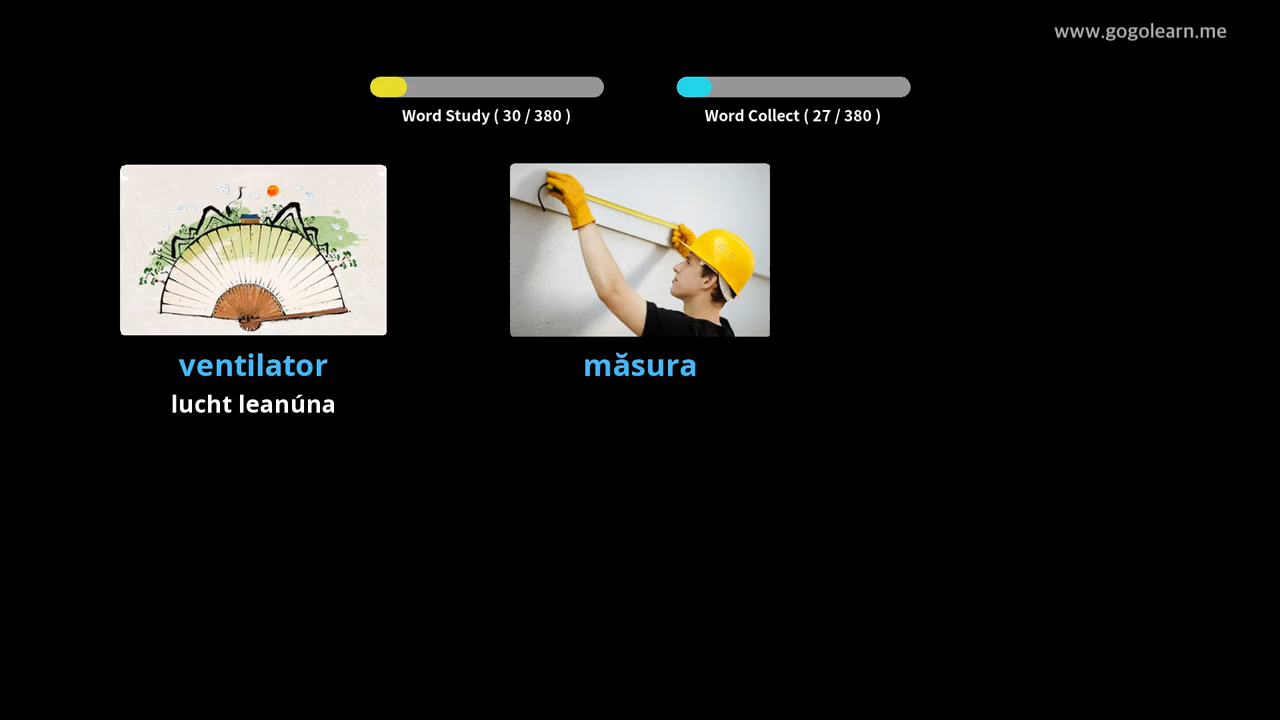 www.gogolearn.me
Word Study ( 30 / 380 )
Word Collect ( 27 / 380 )
ventilator
lucht leanúna
măsura